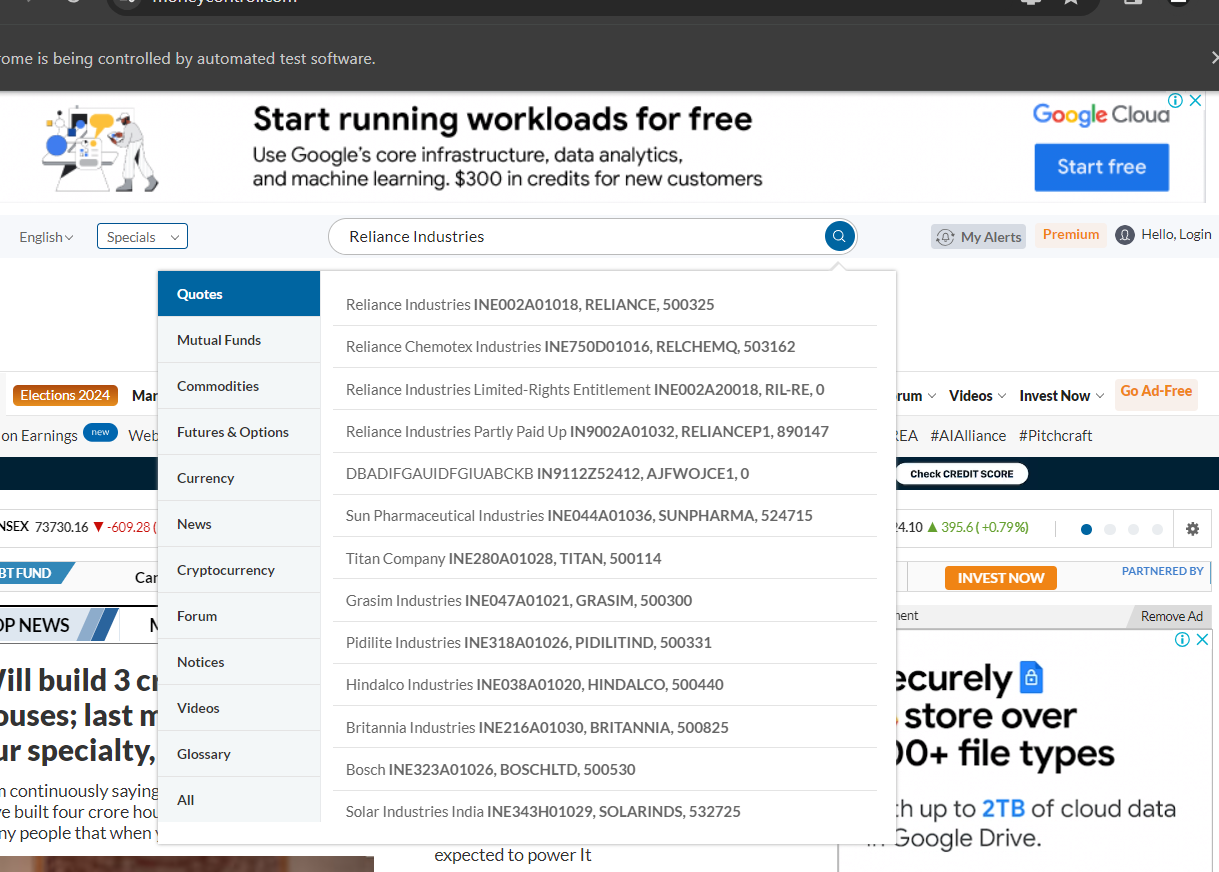 moneycontrol.com
ome is being controlled by automated test software.
Start running workloads for free
Use Google's core infrastructure, data analytics,
and machine learning. $300 in credits for new customers
Google Cloud
Start free
English
Specials
Reliance Industries
My Alerts
Premium
Hello, Login
Quotes
Mutual Funds
Commodities
Futures & Options
Currency
News
Cryptocurrency
Forum
Notices
Videos
Glossary
All
Reliance Industries INE002A01018, RELIANCE, 500325
Reliance Chemotex Industries INE750D01016, RELCHEMQ, 503162
Reliance Industries Limited-Rights Entitlement INE002A20018, RIL-RE, 0
Reliance Industries Partly Paid Up IN9002A01032, RELIANCEP1, 890147
DBADIFGAUIDFGIUABCKB IN9112Z52412, AJFWOJCE1, 0
Sun Pharmaceutical Industries INE044A01036, SUNPHARMA, 524715
Titan Company INE280A01028, TITAN, 500114
Grasim Industries INE047A01021, GRASIM, 500300
Pidilite Industries INE318A01026, PIDILITIND, 500331
Hindalco Industries INE038A01020, HINDALCO, 500440
Britannia Industries INE216A01030, BRITANNIA, 500825
Bosch INE323A01026, BOSCHLTD, 500530
Solar Industries India INE343H01029, SOLARINDS, 532725
Elections 2024
Mar
rum
Videos
Invest Now
Go Ad-Free
on Earnings
new
Web
REA
#AIAlliance
#Pitchcraft
Check CREDIT SCORE
NSEX 73730.16 ▼ -609.28 (
4.10 ▲ 395.6 ( +0.79%)
BT FUND
Car
INVEST NOW
PARTNERED BY
OP NEWS
ment
Remove Ad
Will build 3 cr
ouses; last m
ur specialty,
m continuously saying
ve built four crore hou
ny people that when
expected to power It
ecurely
store over
00+ file types
th up to 2TB of cloud data
in Google Drive.